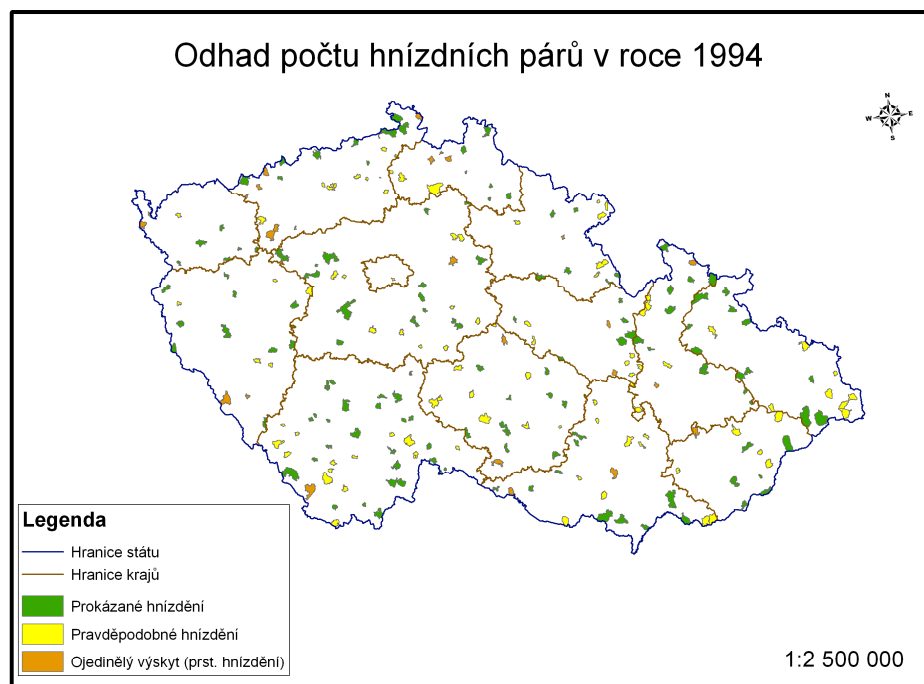 Odhad počtu hnízdních párů v roce 1994
N
W E
S
Legenda
Hranice státu
Hranice krajů
Prokázané hnízdění
Pravděpodobné hnízdění
Ojedinělý výskyt (prst. hnízdění)
1:2 500 000